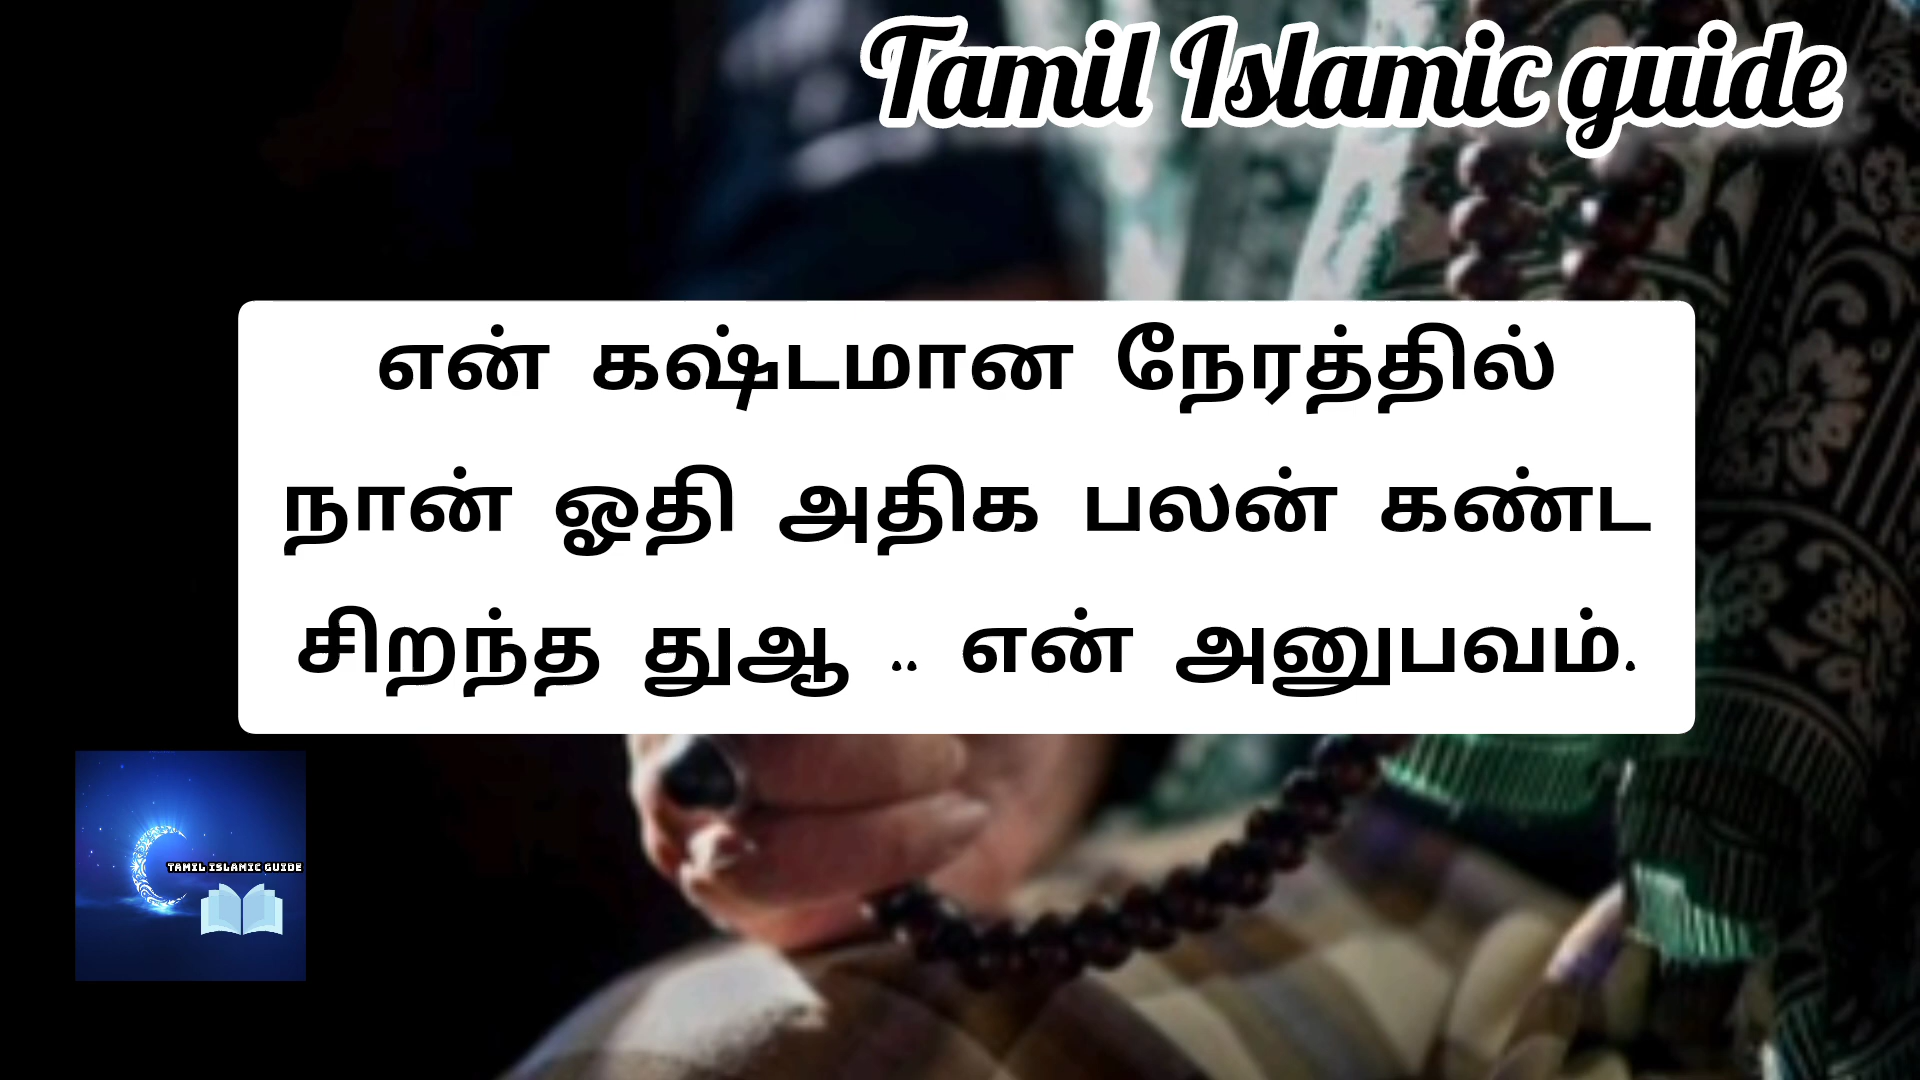 Tamil Islamic guide
என் கஷ்டமான நேரத்தில்
நான் ஓதி அதிக பலன் கண்ட
சிறந்த துஆ .. என் அனுபவம்.
TAMIL ISLAMIC GUIDE